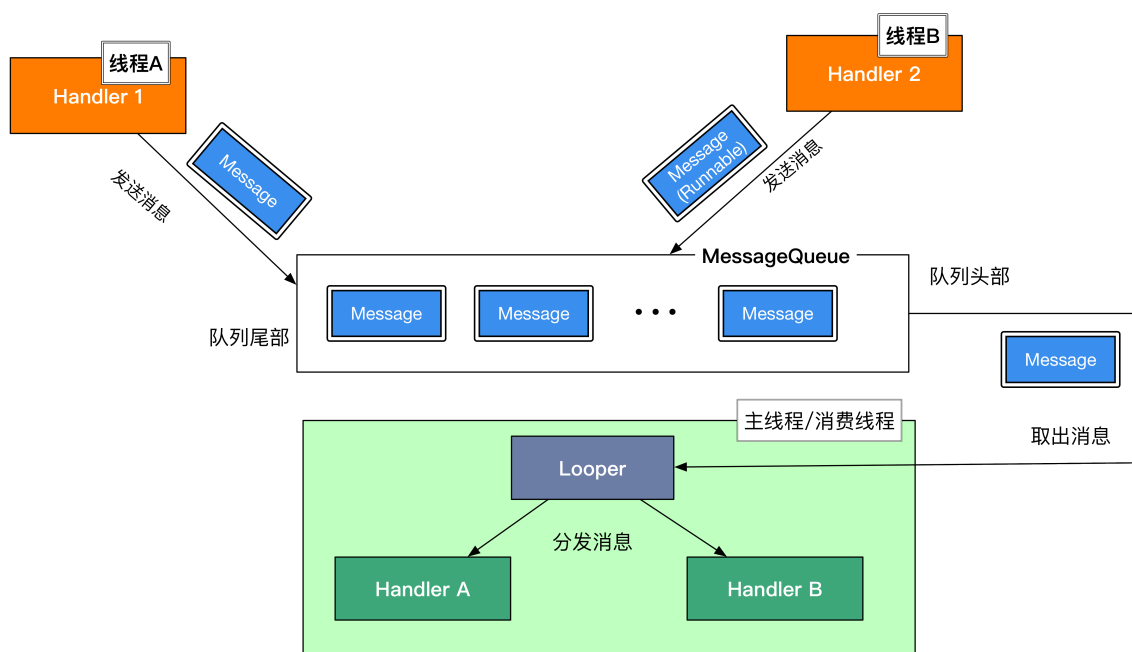 线程A
Handler 1
线程B
Handler 2
Message
发送消息
Message
(Runnable)
发送消息
MessageQueue
队列头部
Message
Message
• • •
Message
队列尾部
Message
主线程/消费线程
取出消息
Looper
分发消息
Handler A
Handler B